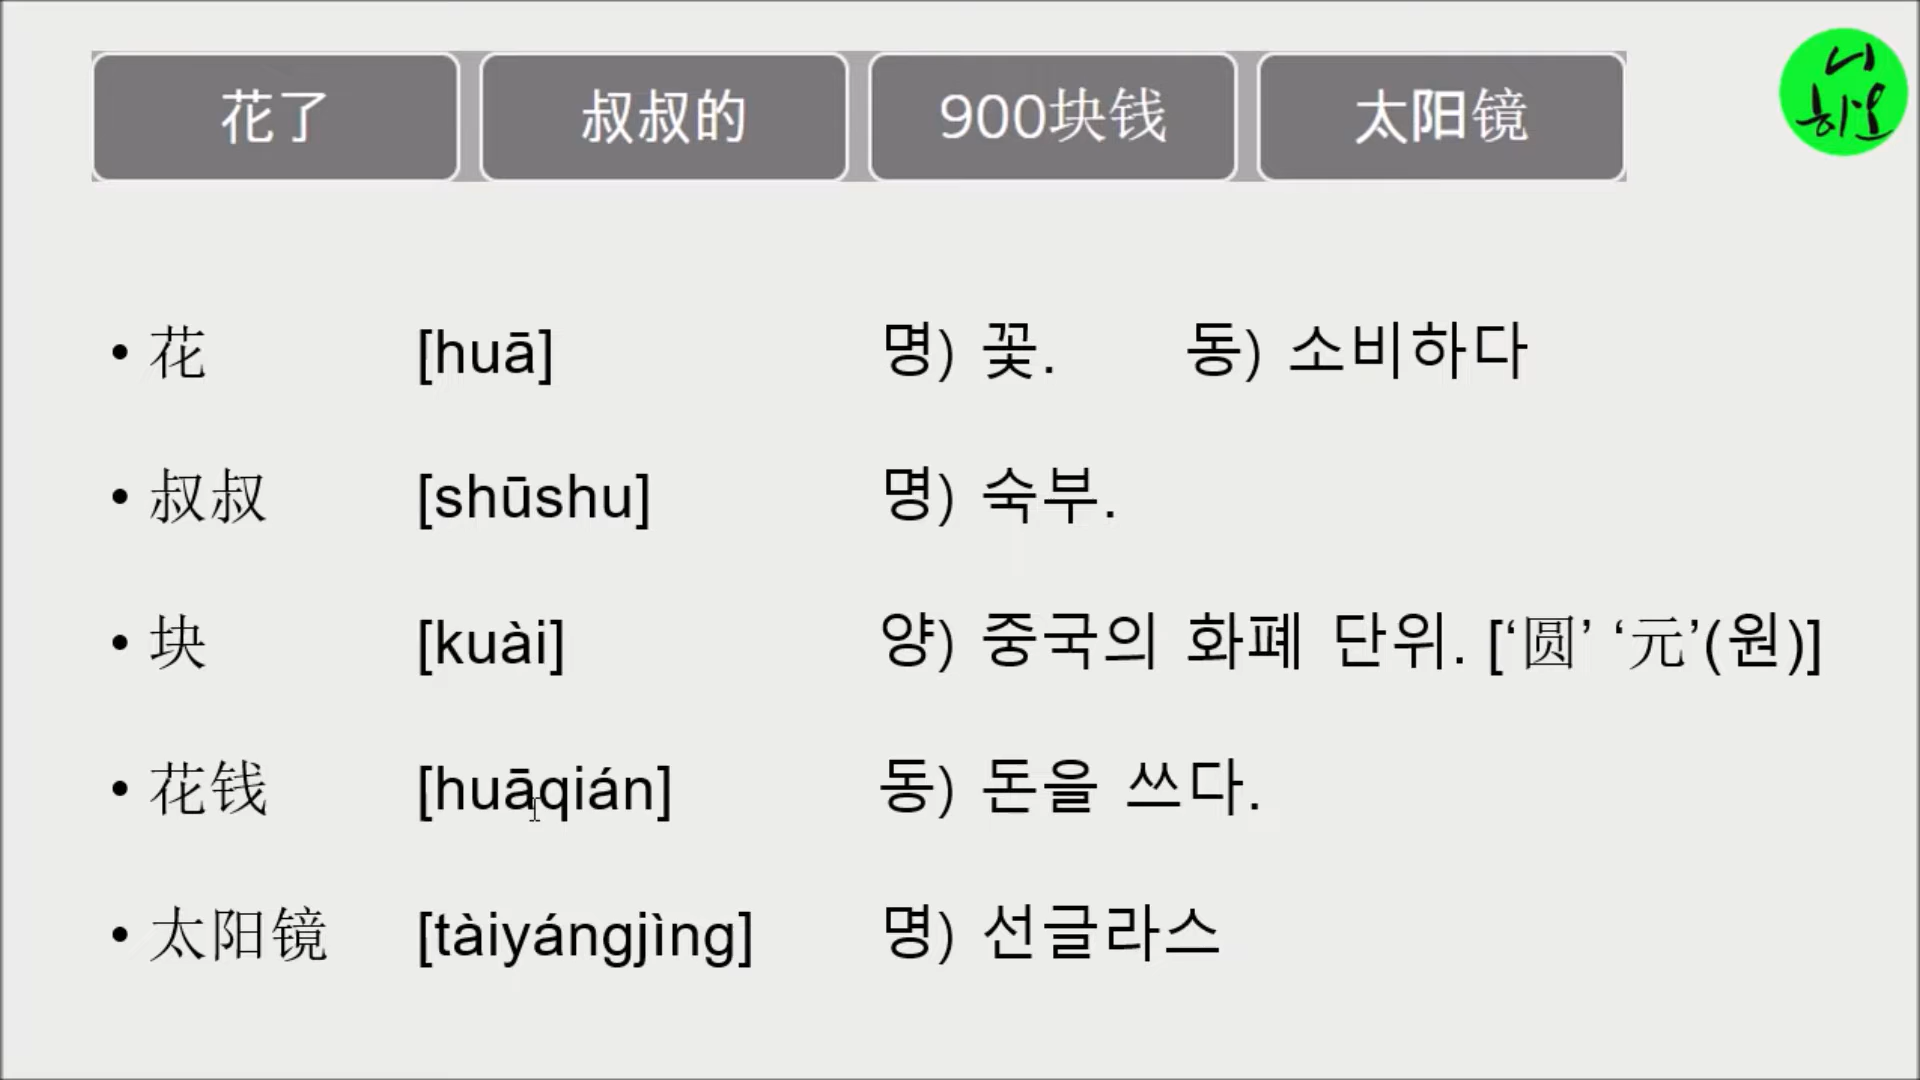 花了 叔叔的 900块钱 太阳镜
니
하오
• 花 [huā] 명) 꽃. 동) 소비하다
• 叔叔 [shūshu] 명) 숙부.
• 块 [kuài] 양) 중국의 화폐 단위. [‘圆’ ‘元’(원)]
• 花钱 [huāqián] 동) 돈을 쓰다.
• 太阳镜 [tàiyángjìng] 명) 선글라스